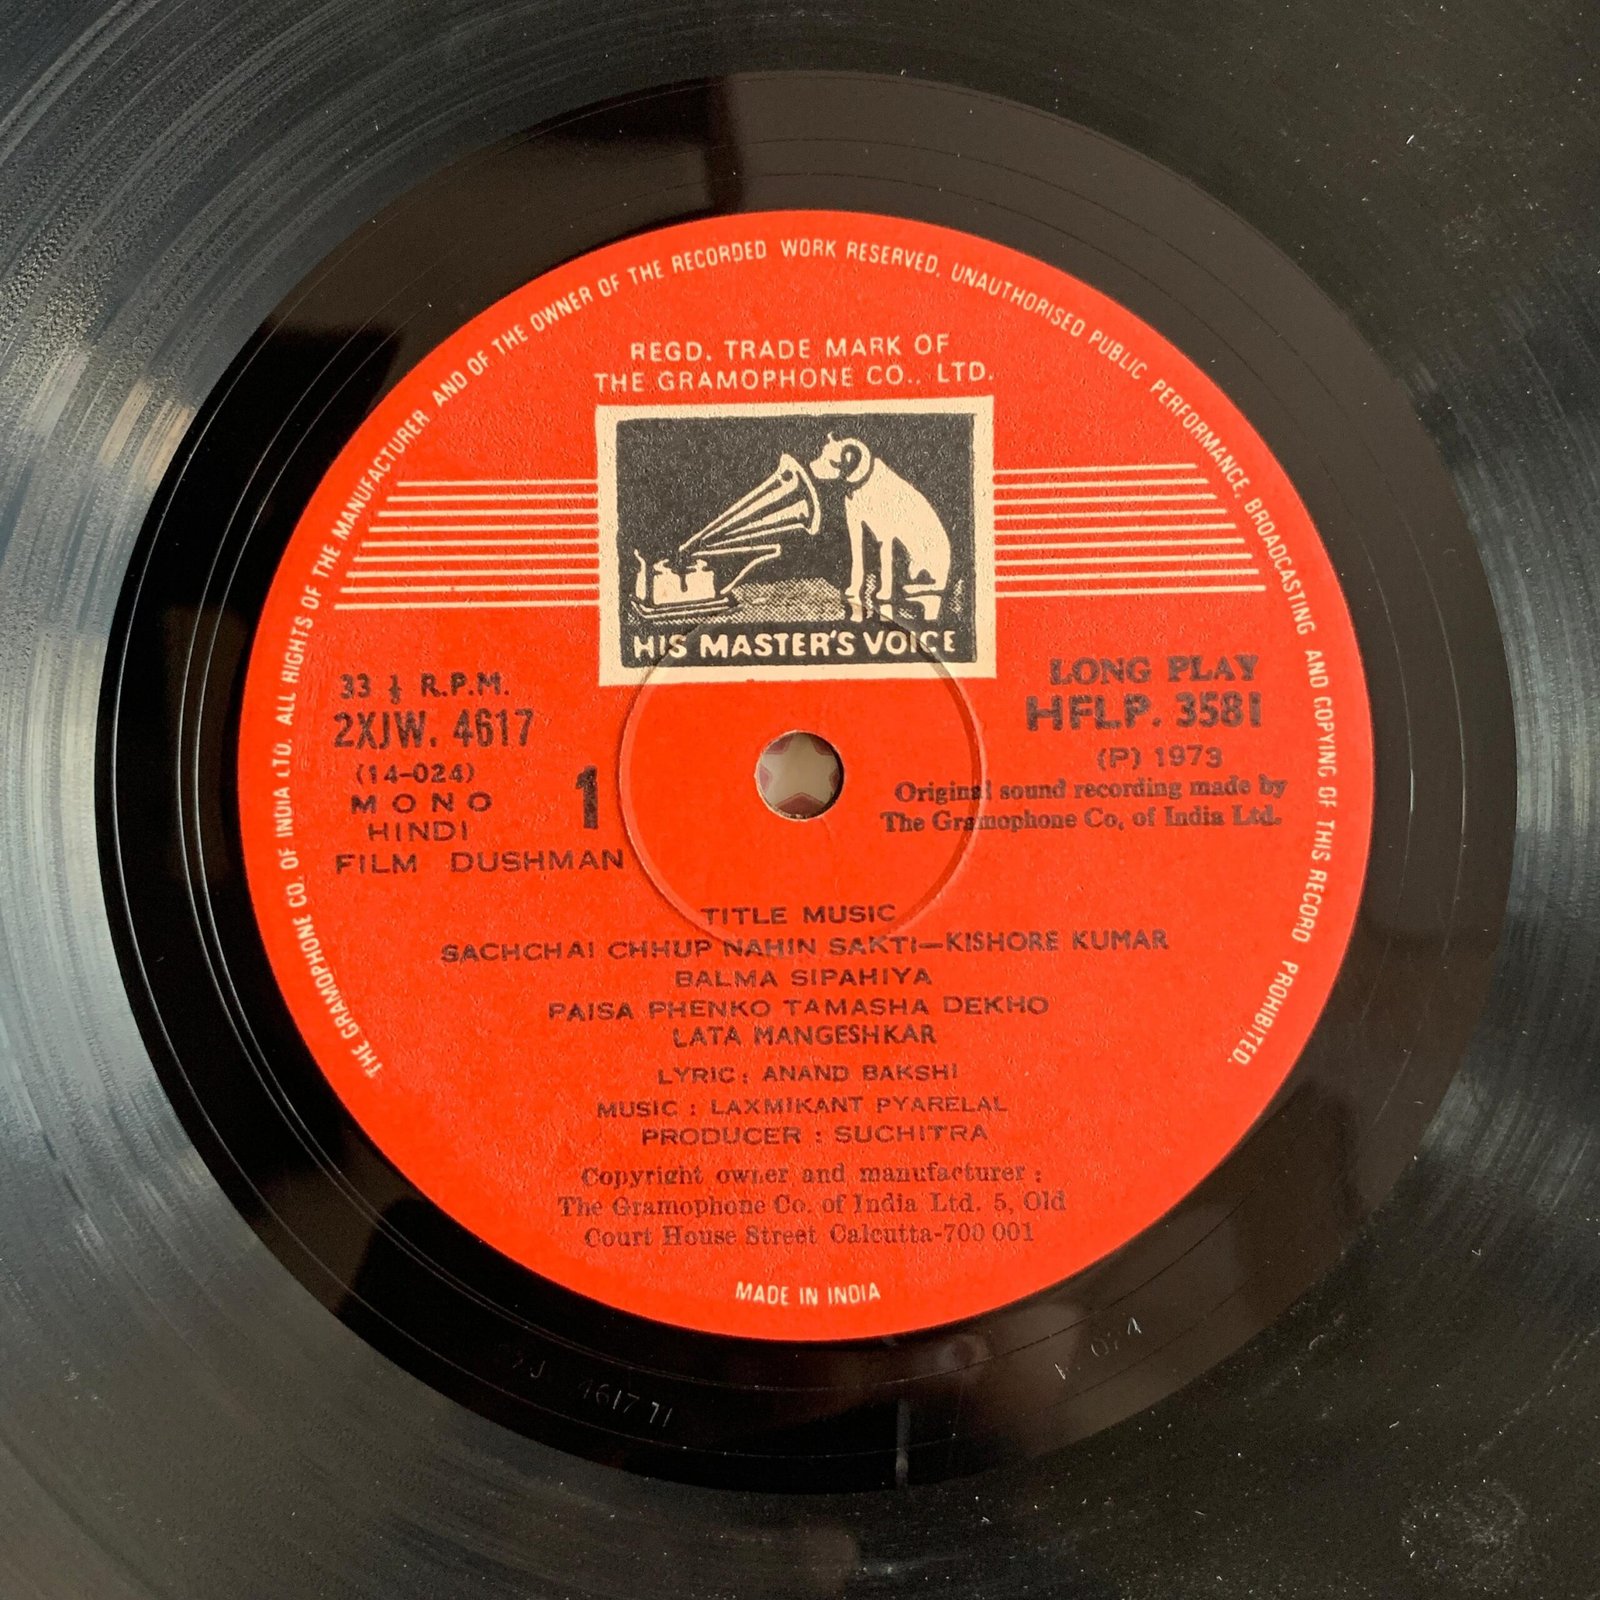 THE GRAMOPHONE CO. OF INDIA LTD. ALL RIGHTS OF THE MANUFACTURER AND OF THE OWNER OF THE RECORDED WORK RESERVED. UNAUTHORISED PUBLIC PERFORMANCE, BROADCASTING AND COPYING OF THIS RECORD PROHIBITED.
REGD. TRADE MARK OF
THE GRAMOPHONE CO., LTD.
HIS MASTER'S VOICE
33 ⅓ R.P.M.
2XJW. 4617
(14-024)
MONO
HINDI
FILM DUSHMAN
1
LONG PLAY
HFLP. 3581
(P) 1973
Original sound recording made by
The Gramophone Co, of India Ltd.
TITLE MUSIC
SACHCHAI CHHUP NAHIN SAKTI—KISHORE KUMAR
BALMA SIPAHIYA
PAISA PHENKO TAMASHA DEKHO
LATA MANGESHKAR
LYRIC : ANAND BAKSHI
MUSIC : LAXMIKANT PYARELAL
PRODUCER : SUCHITRA
Copyright owner and manufacturer :
The Gramophone Co. of India Ltd. 5, Old
Court House Street Calcutta-700 001
MADE IN INDIA